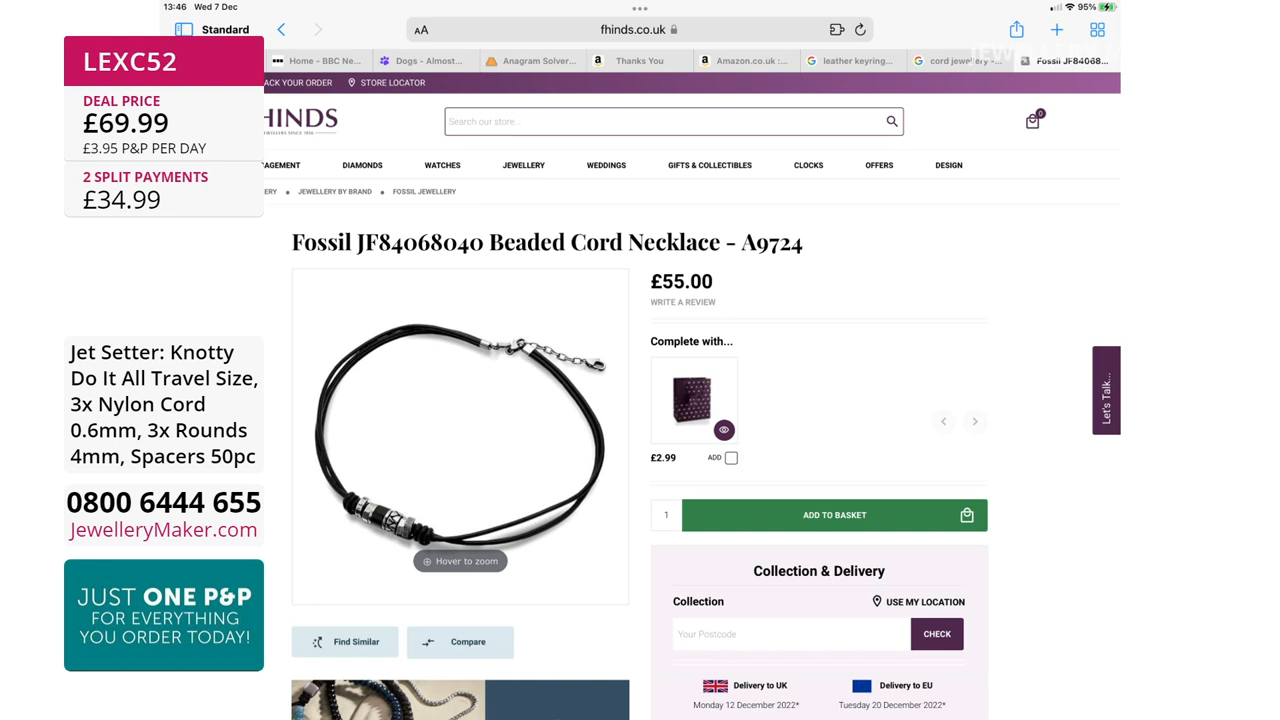 13:46 Wed 7 Dec
95%
Standard
AA
fhinds.co.uk
Home - BBC Ne...
Dogs - Almost...
Anagram Solver...
Thanks You
Amazon.co.uk :...
leather keyring...
cord jewellery -...
Fossil JF84068...
ACK YOUR ORDER
STORE LOCATOR
HINDS
Search our store...
0
AGEMENT
DIAMONDS
WATCHES
JEWELLERY
WEDDINGS
GIFTS & COLLECTIBLES
CLOCKS
OFFERS
DESIGN
ERY
JEWELLERY BY BRAND
FOSSIL JEWELLERY
LEXC52
DEAL PRICE
£69.99
£3.95 P&P PER DAY
2 SPLIT PAYMENTS
£34.99
Fossil JF84068040 Beaded Cord Necklace - A9724
£55.00
WRITE A REVIEW
Complete with...
£2.99
ADD
Let's Talk...
Hover to zoom
1
ADD TO BASKET
Find Similar
Compare
Collection & Delivery
Collection
USE MY LOCATION
Your Postcode
CHECK
Delivery to UK
Monday 12 December 2022*
Delivery to EU
Tuesday 20 December 2022*
Jet Setter: Knotty
Do It All Travel Size,
3x Nylon Cord
0.6mm, 3x Rounds
4mm, Spacers 50pc
0800 6444 655
JewelleryMaker.com
JUST ONE P&P
FOR EVERYTHING
YOU ORDER TODAY!